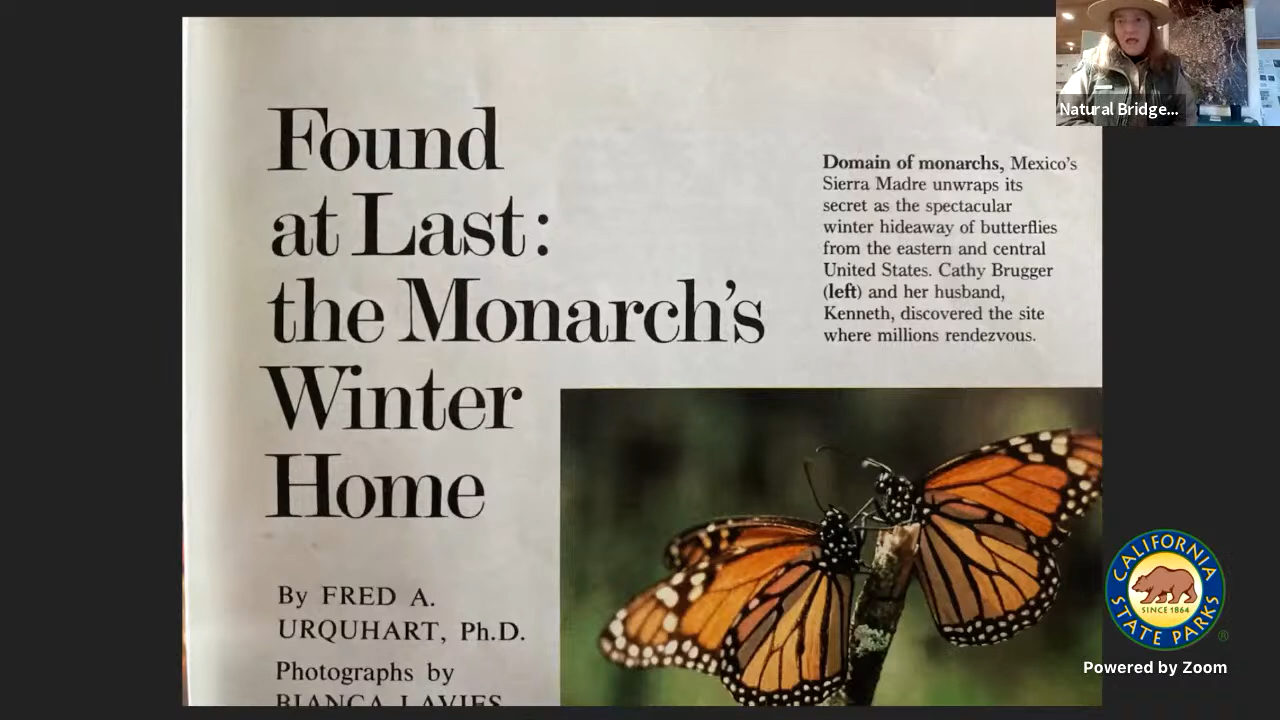 Found
at Last:
the Monarch's
Winter
Home
By FRED A.
URQUHART, Ph.D.
Photographs by
BIANCA LAVIES
Domain of monarchs, Mexico's
Sierra Madre unwraps its
secret as the spectacular
winter hideaway of butterflies
from the eastern and central
United States. Cathy Brugger
(left) and her husband,
Kenneth, discovered the site
where millions rendezvous.
Natural Bridge...
CALIFORNIA
STATE PARKS
SINCE 1864
®
Powered by Zoom